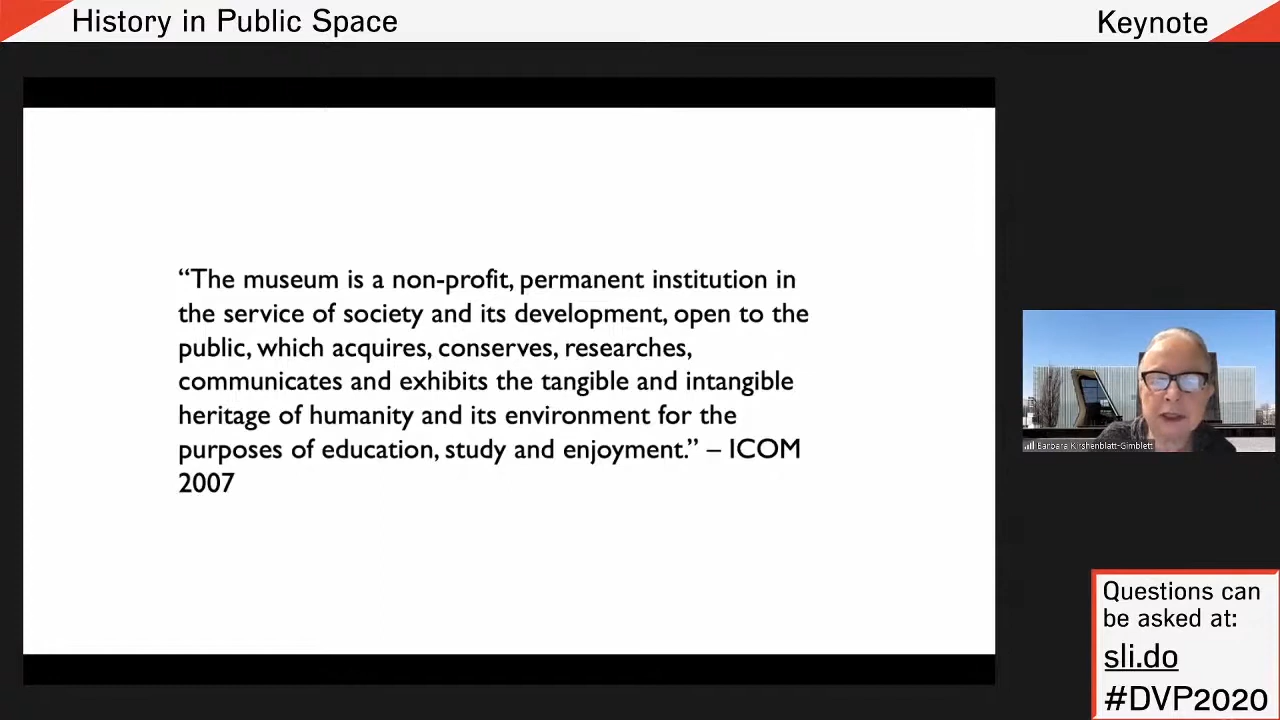 History in Public Space
Keynote
“The museum is a non-profit, permanent institution in
the service of society and its development, open to the
public, which acquires, conserves, researches,
communicates and exhibits the tangible and intangible
heritage of humanity and its environment for the
purposes of education, study and enjoyment.” – ICOM
2007
Barbara Kirshenblatt-Gimblett
Questions can
be asked at:
sli.do
#DVP2020